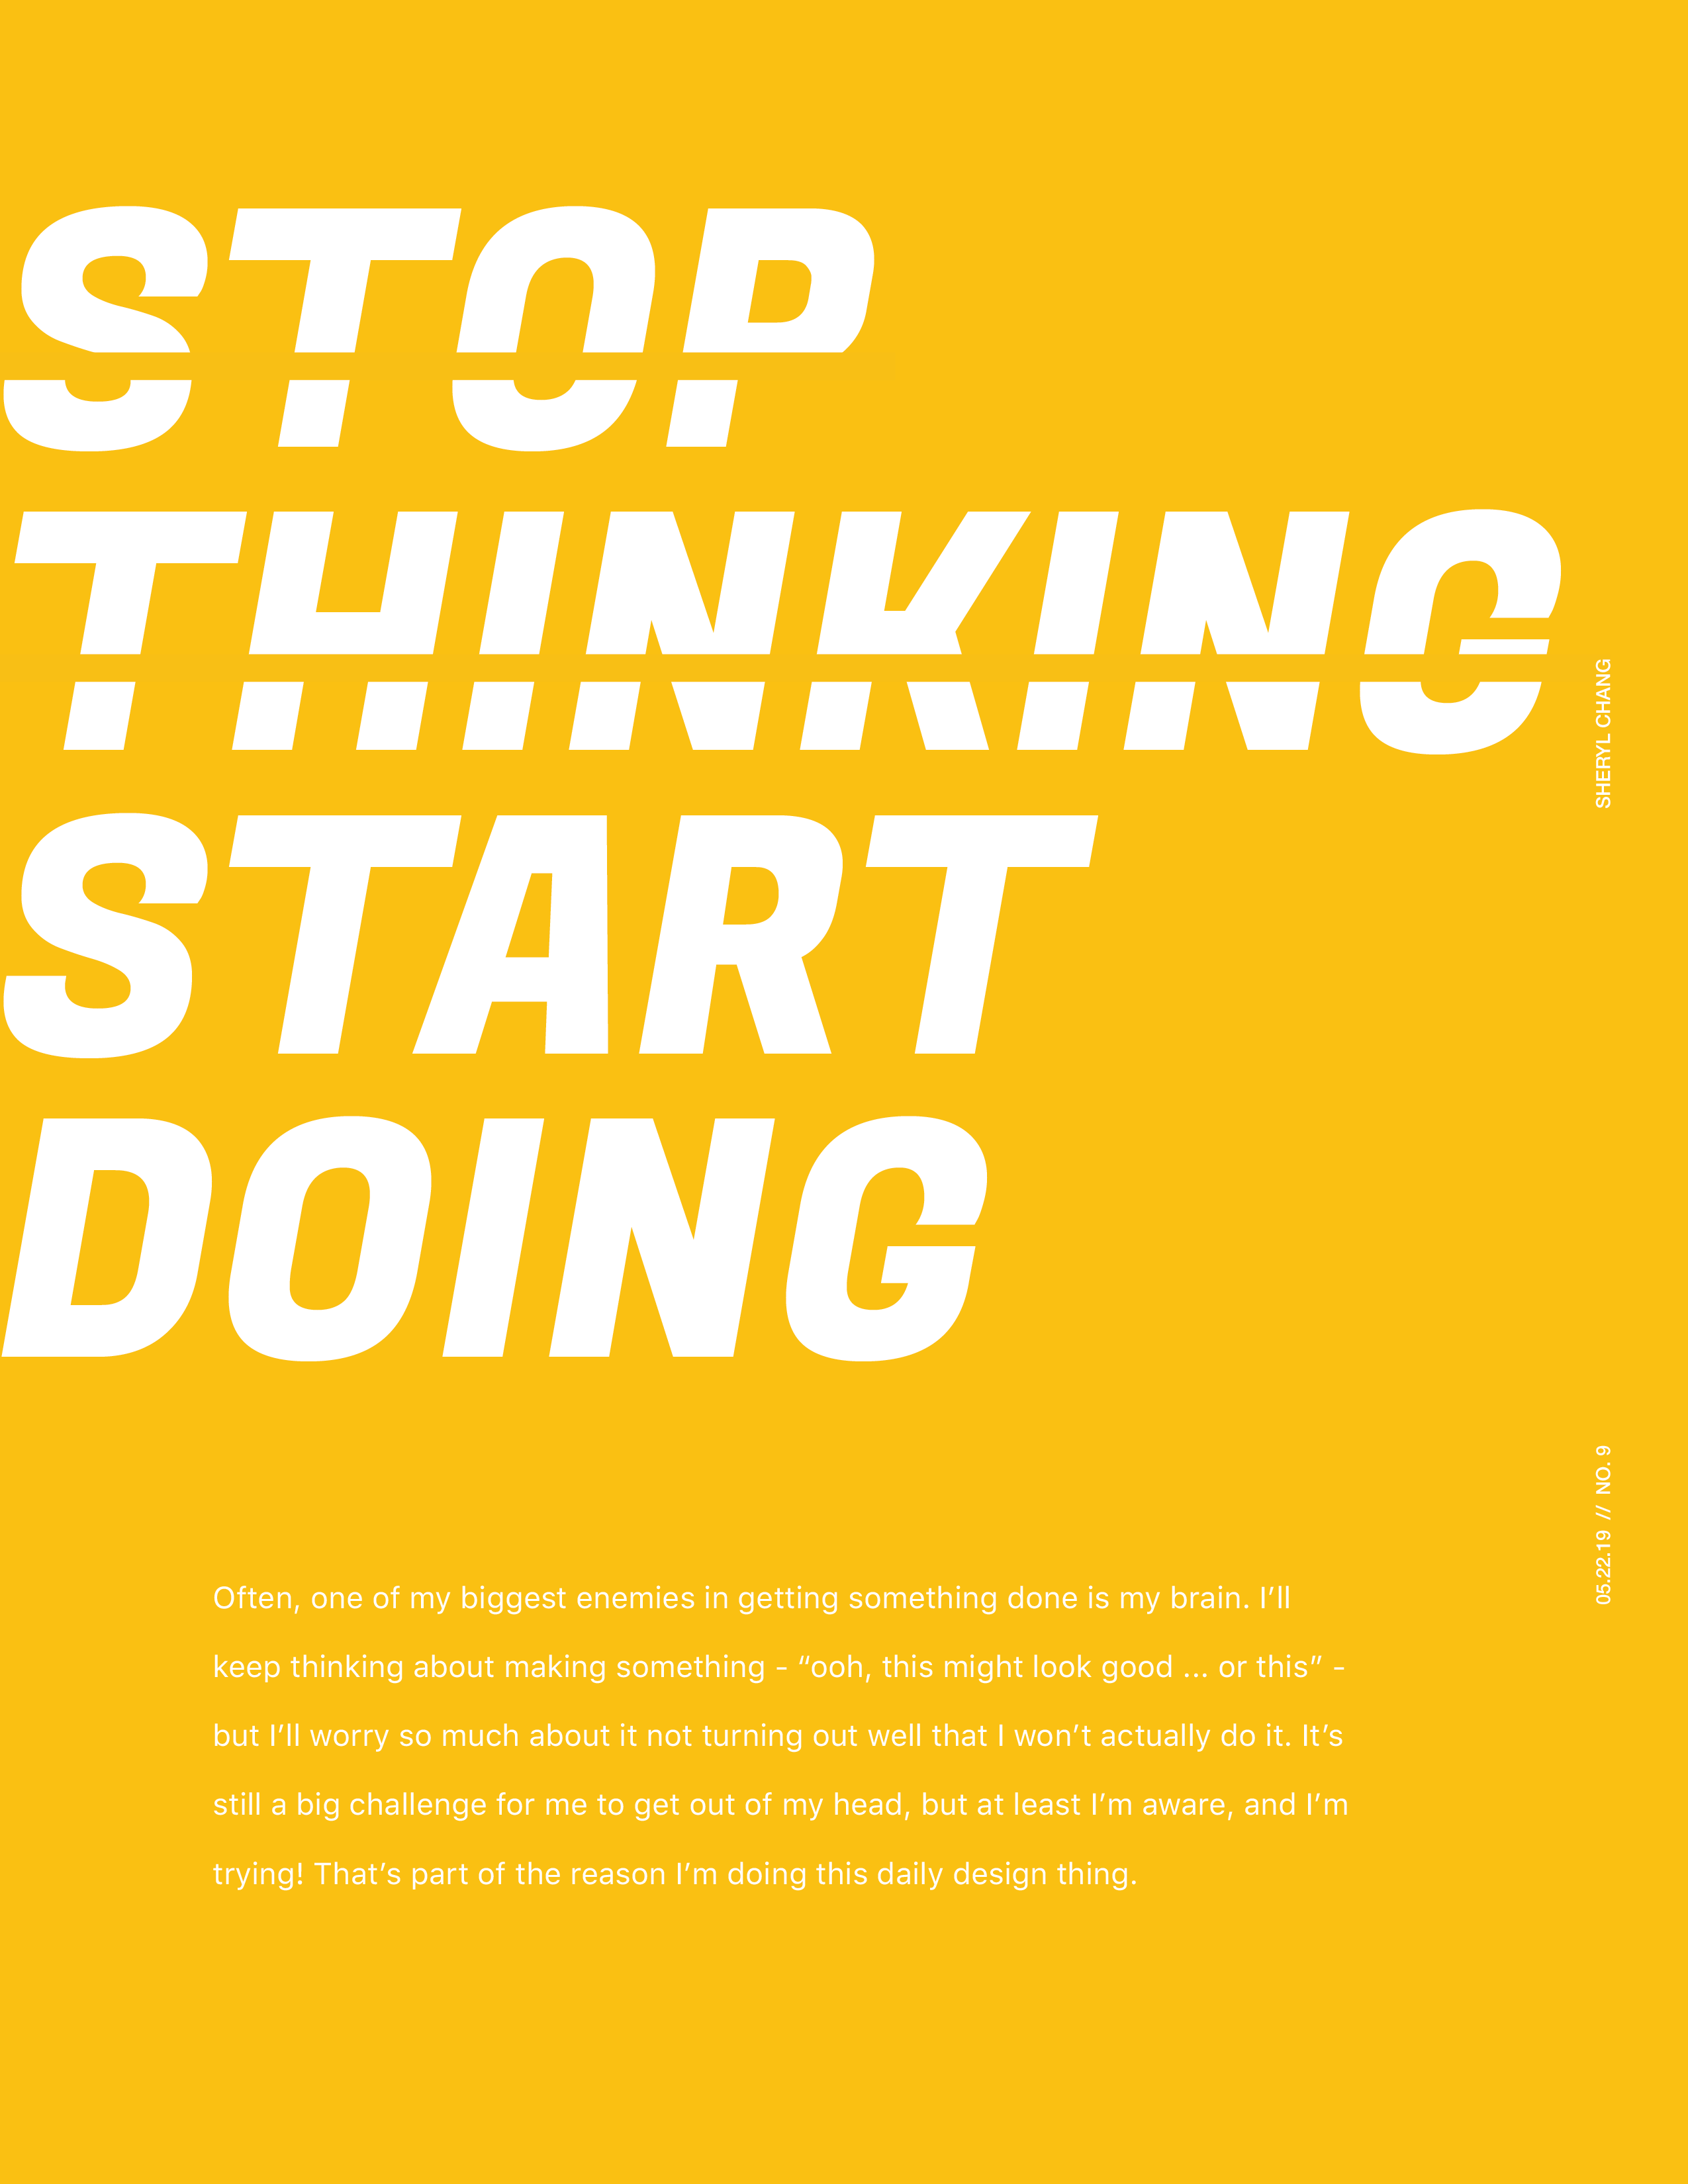 STOP
THINKING
START
DOING
SHERYL CHANG
05.22.19 // NO. 9
Often, one of my biggest enemies in getting something done is my brain. I’ll
keep thinking about making something - “ooh, this might look good ... or this” -
but I’ll worry so much about it not turning out well that I won’t actually do it. It’s
still a big challenge for me to get out of my head, but at least I’m aware, and I’m
trying! That’s part of the reason I’m doing this daily design thing.